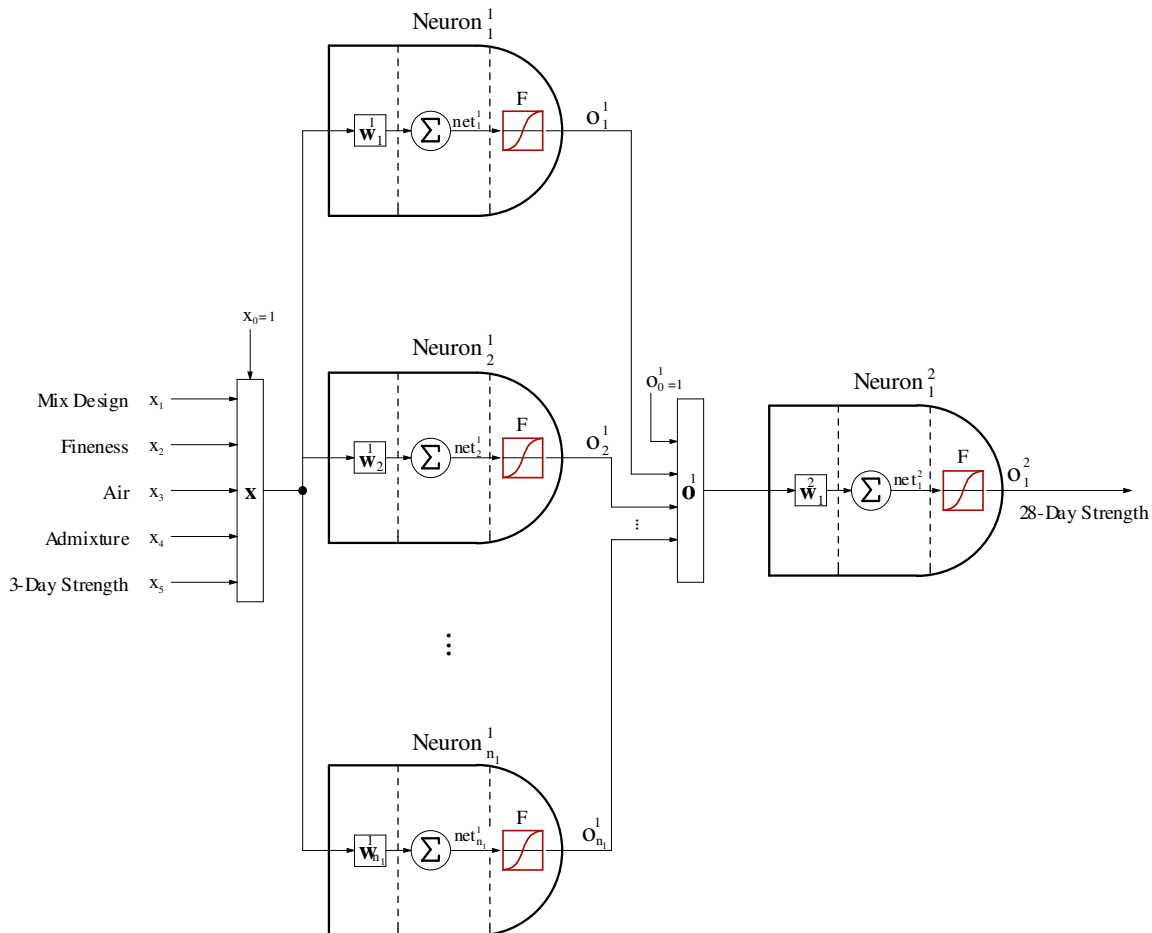 Neuron 1 1
F
w 1 1
Σ
net 1 1
O 1 1
x0=1
Neuron 1 2
O 1 0=1
Neuron 2 1
Mix Design x1
F
F
Fineness x2
w 1 2
Σ
net 1 2
O 1 2
Air x3
x
o 1
w 2 1
Σ
net 2 1
O 2 1
...
28-Day Strength
Admixture x4
3-Day Strength x5
...
Neuron 1 n1
F
w 1 n1
Σ
net 1 n1
O 1 n1